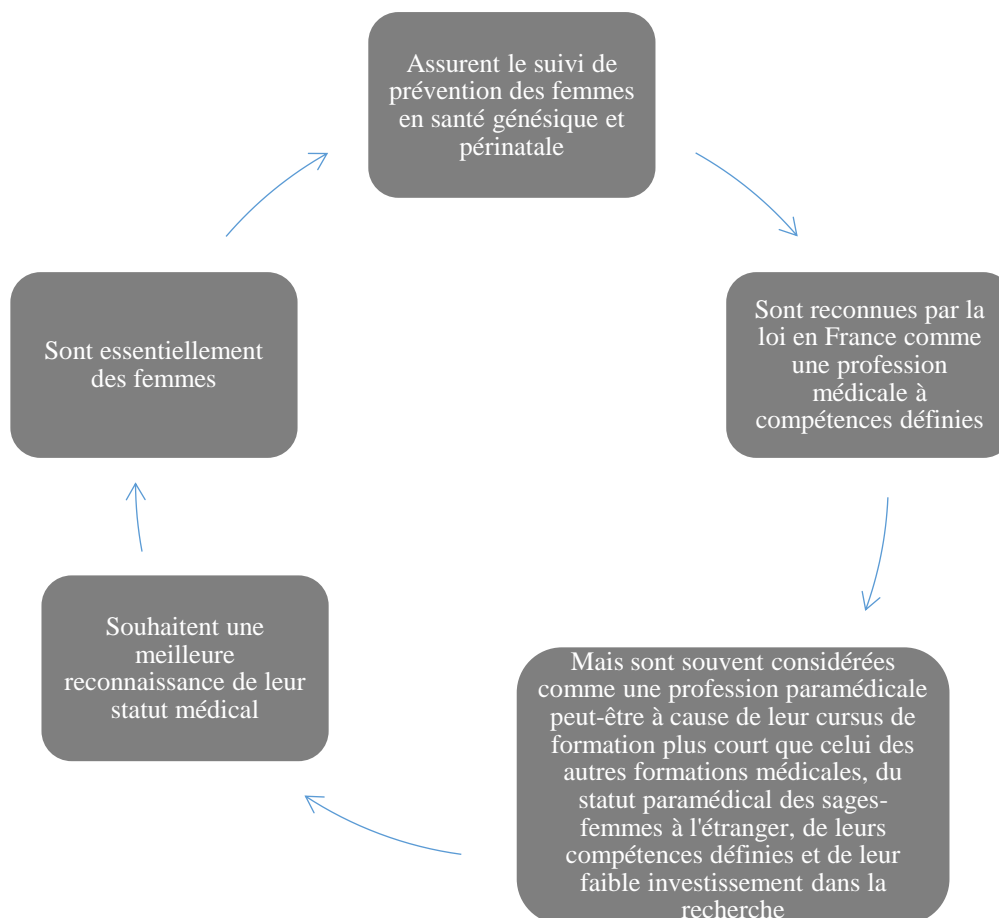 Assurent le suivi de
prévention des femmes
en santé génésique et
périnatale
Sont reconnues par la
loi en France comme
une profession
médicale à
compétences définies
Mais sont souvent considérées
comme une profession paramédicale
peut-être à cause de leur cursus de
formation plus court que celui des
autres formations médicales, du
statut paramédical des sages-
femmes à l'étranger, de leurs
compétences définies et de leur
faible investissement dans la
recherche
Souhaitent une
meilleure
reconnaissance de leur
statut médical
Sont essentiellement
des femmes